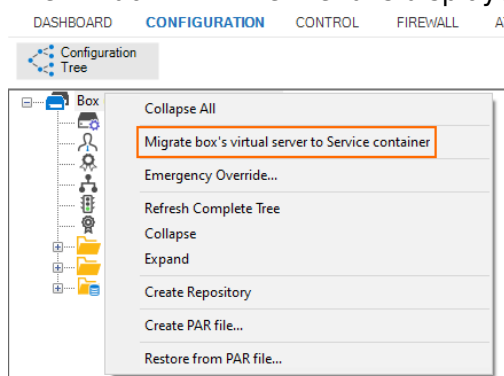 DASHBOARD CONFIGURATION CONTROL FIREWALL
Configuration
Tree
Box
Collapse All
Migrate box's virtual server to Service container
Emergency Override...
Refresh Complete Tree
Collapse
Expand
Create Repository
Create PAR file...
Restore from PAR file...